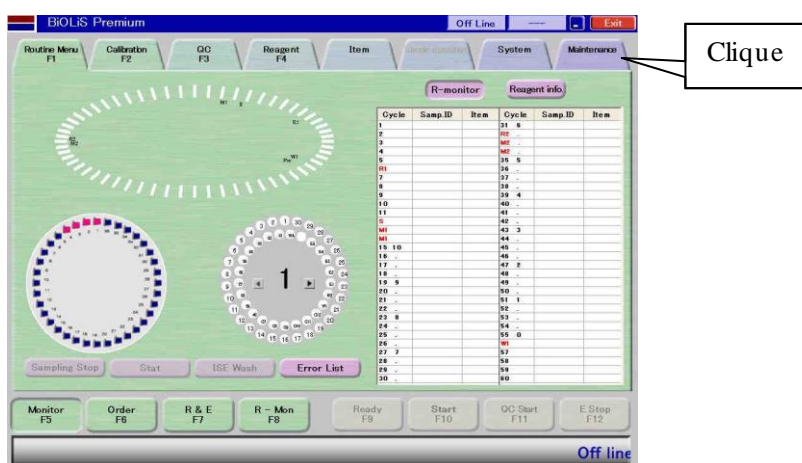 BiOLiS Premium
Off Line
Exit
Routine Menu
F1
Calibration
F2
QC
F3
Reagent
F4
Item
System
Maintenance
Clique
R-monitor
Reagent info.
Cycle Samp.ID Item Cycle Samp.ID Item
1 31 6
2 R2 .
3 M2 .
4 M2 .
5 35 5
R1 36 .
7 37 .
8 38 .
9 39 4
10 40 .
11 41 .
S 42 .
M1 43 3
M1 44 .
15 10 45 .
16 . 46 .
17 . 47 2
18 . 48 .
19 9 49 .
20 . 50 .
21 . 51 1
22 . 52 .
23 8 53 .
24 . 54 .
25 . 55 0
26 . W1
27 7 57
28 . 58
29 . 59
30 . 60
1
Sampling Stop
Stat
ISE Wash
Error List
Monitor
F5
Order
F6
R & E
F7
R - Mon
F8
Ready
F9
Start
F10
QC Start
F11
E Stop
F12
Off line